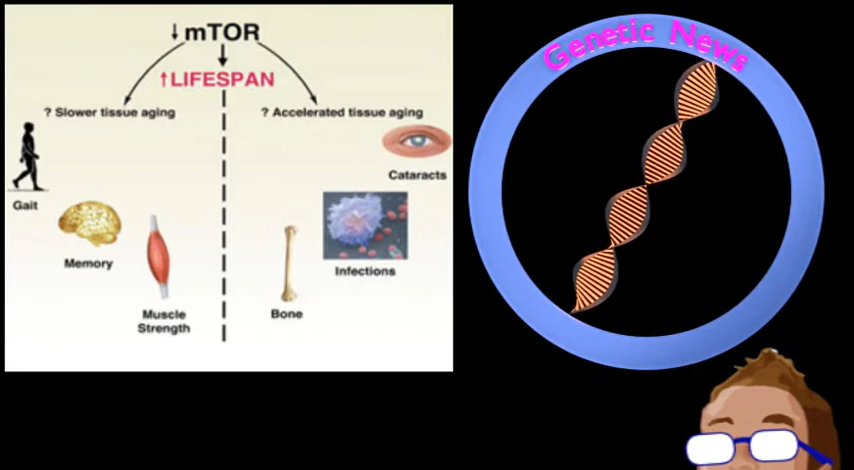 ↓mTOR
↑LIFESPAN
? Slower tissue aging
? Accelerated tissue aging
Gait
Memory
Muscle
Strength
Bone
Infections
Cataracts
Genetic News